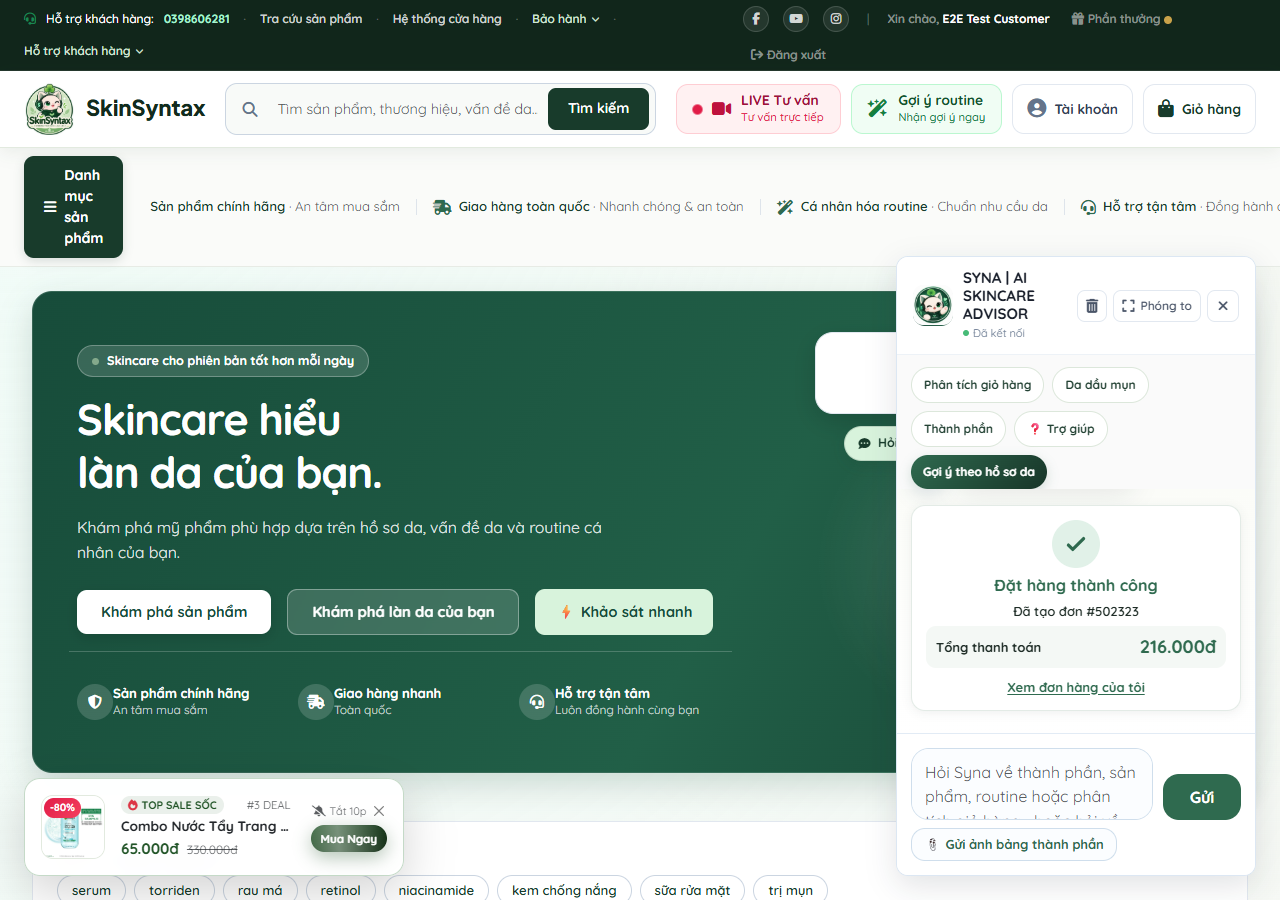 Hỗ trợ khách hàng: 0398606281 · Tra cứu sản phẩm · Hệ thống cửa hàng · Bảo hành ·
Hỗ trợ khách hàng
| Xin chào, E2E Test Customer Phần thưởng
Đăng xuất
SkinSyntax
Tìm sản phẩm, thương hiệu, vấn đề da..
Tìm kiếm
LIVE Tư vấn
Tư vấn trực tiếp
Gợi ý routine
Nhận gợi ý ngay
Tài khoản
Giỏ hàng
Danh
mục
sản
phẩm
Sản phẩm chính hãng · An tâm mua sắm
Giao hàng toàn quốc · Nhanh chóng & an toàn
Cá nhân hóa routine · Chuẩn nhu cầu da
Hỗ trợ tận tâm · Đồng hành
Skincare cho phiên bản tốt hơn mỗi ngày
Skincare hiểu
làn da của bạn.
Khám phá mỹ phẩm phù hợp dựa trên hồ sơ da, vấn đề da và routine cá
nhân của bạn.
Khám phá sản phẩm
Khám phá làn da của bạn
Khảo sát nhanh
Sản phẩm chính hãng
An tâm mua sắm
Giao hàng nhanh
Toàn quốc
Hỗ trợ tận tâm
Luôn đồng hành cùng bạn
SYNA | AI
SKINCARE
ADVISOR
Đã kết nối
Phóng to
Phân tích giỏ hàng
Da dầu mụn
Thành phần
Trợ giúp
Gợi ý theo hồ sơ da
Đặt hàng thành công
Đã tạo đơn #502323
Tổng thanh toán 216.000đ
Xem đơn hàng của tôi
Hỏi Syna về thành phần, sản
phẩm, routine hoặc phân
Gửi
Gửi ảnh bảng thành phần
-80%
TOP SALE SỐC #3 DEAL
Combo Nước Tẩy Trang ...
65.000đ 330.000đ
Tắt 10p
Mua Ngay
serum
torriden
rau má
retinol
niacinamide
kem chống nắng
sữa rửa mặt
trị mụn